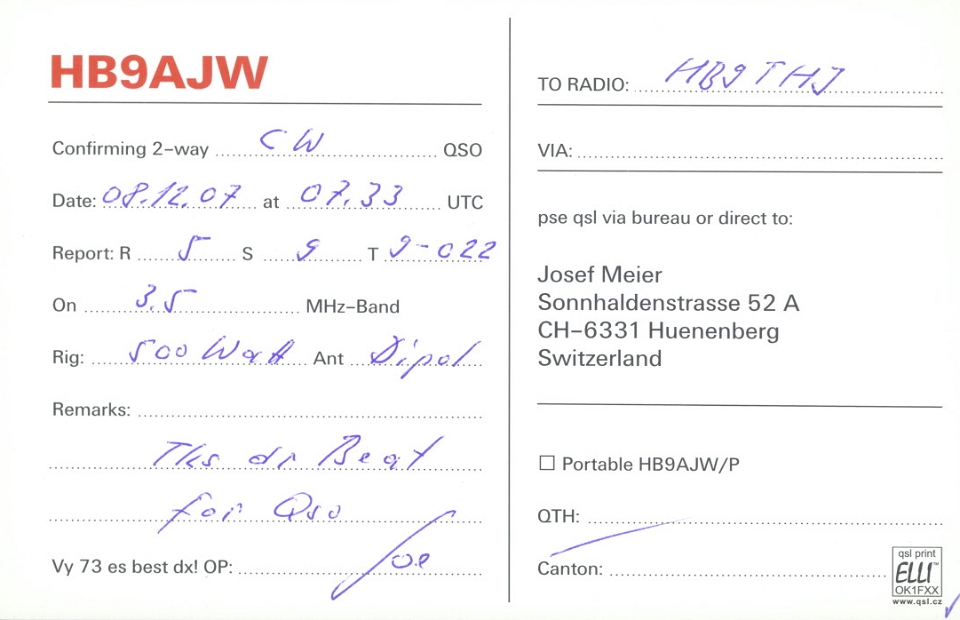 HB9AJW
Confirming 2-way CW QSO
Date: 08.12.07 at 07.33 UTC
Report: R 5 S 9 T 9-022
On 3.5 MHz-Band
Rig: 500 Watt Ant Dipol
Remarks:
Tks dr Beat
for Qso
Vy 73 es best dx! OP: Joe
TO RADIO: HB9THJ
VIA:
pse qsl via bureau or direct to:
Josef Meier
Sonnhaldenstrasse 52 A
CH-6331 Huenenberg
Switzerland
☐ Portable HB9AJW/P
QTH:
Canton:
qsl print
ELLI™
OK1FXX
www.qsl.cz